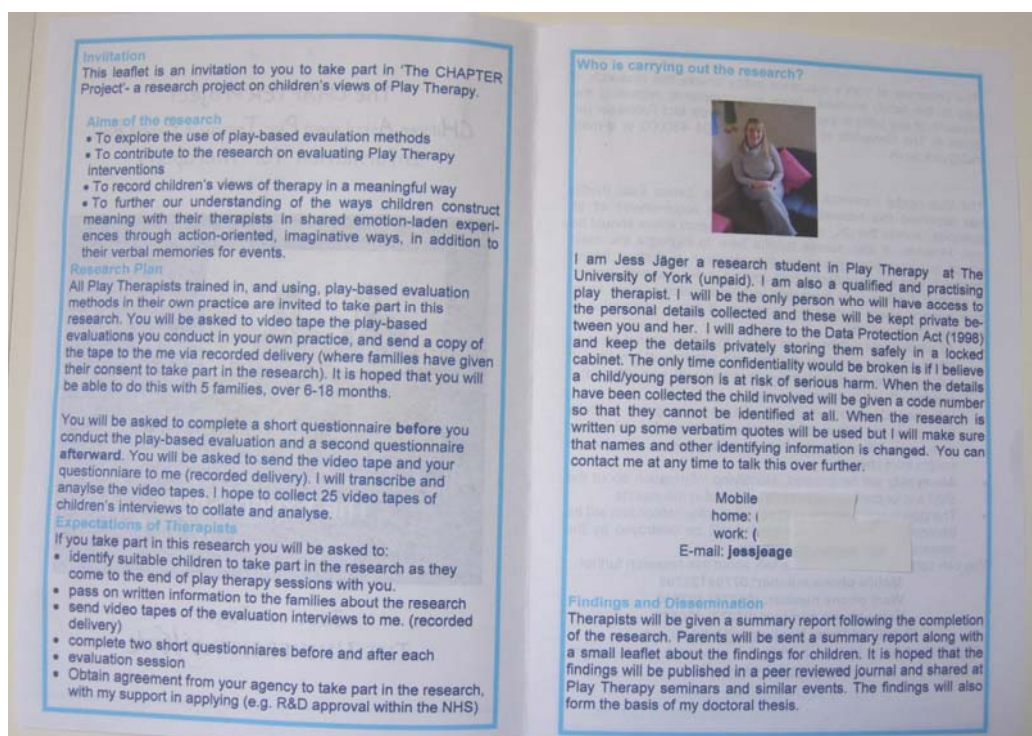 Inviitation
This leaflet is an invitation to you to take part in 'The CHAPTER
Project'- a research project on children's views of Play Therapy.
Aims of the research
• To explore the use of play-based evaulation methods
• To contribute to the research on evaluating Play Therapy
interventions
• To record children's views of therapy in a meaningful way
• To further our understanding of the ways children construct
meaning with their therapists in shared emotion-laden experi-
ences through action-oriented, imaginative ways, in addition to
their verbal memories for events.
Research Plan
All Play Therapists trained in, and using, play-based evaluation
methods in their own practice are invited to take part in this
research. You will be asked to video tape the play-based
evaluations you conduct in your own practice, and send a copy of
the tape to the me via recorded delivery (where families have given
their consent to take part in the research). It is hoped that you will
be able to do this with 5 families, over 6-18 months.
You will be asked to complete a short questionnaire before you
conduct the play-based evaluation and a second questionnaire
afterward. You will be asked to send the video tape and your
questionniare to me (recorded delivery). I will transcribe and
anaylse the video tapes. I hope to collect 25 video tapes of
children's interviews to collate and analyse.
Expectations of Therapists
If you take part in this research you will be asked to:
• identify suitable children to take part in the research as they
come to the end of play therapy sessions with you.
• pass on written information to the families about the research
• send video tapes of the evaluation interviews to me. (recorded
delivery)
• complete two short questionniares before and after each
• evaluation session
• Obtain agreement from your agency to take part in the research,
with my support in applying (e.g. R&D approval within the NHS)
Who is carrying out the research?
I am Jess Jäger a research student in Play Therapy at The
University of York (unpaid). I am also a qualified and practising
play therapist. I will be the only person who will have access to
the personal details collected and these will be kept private be-
tween you and her. I will adhere to the Data Protection Act (1998)
and keep the details privately storing them safely in a locked
cabinet. The only time confidentiality would be broken is if I believe
a child/young person is at risk of serious harm. When the details
have been collected the child involved will be given a code number
so that they cannot be identified at all. When the research is
written up some verbatim quotes will be used but I will make sure
that names and other identifying information is changed. You can
contact me at any time to talk this over further.
Mobile
home: (
work: (
E-mail: jessjeage
Findings and Dissemination
Therapists will be given a summary report following the completion
of the research. Parents will be sent a summary report along with
a small leaflet about the findings for children. It is hoped that the
findings will be published in a peer reviewed journal and shared at
Play Therapy seminars and similar events. The findings will also
form the basis of my doctoral thesis.